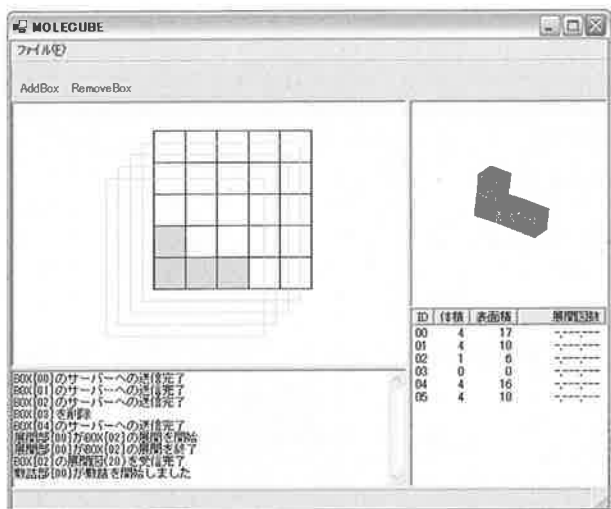 MOLECUBE
ファイル(F)
AddBox RemoveBox
ID 体積 表面積 展開図数
00 4 17 -,---,---
01 4 18 -,---,---
02 1 6 -,---,---
03 0 0 -,---,---
04 4 16 -,---,---
05 4 18 -,---,---
BOX[00]のサーバーへの送信完了
BOX[01]のサーバーへの送信完了
BOX[02]のサーバーへの送信完了
BOX[03]を削除
BOX[04]のサーバーへの送信完了
展開部[00]がBOX[02]の展開を開始
展開部[00]がBOX[02]の展開を終了
BOX[02]の展開図(20)を受信完了
数詰部[00]が数詰を開始しました